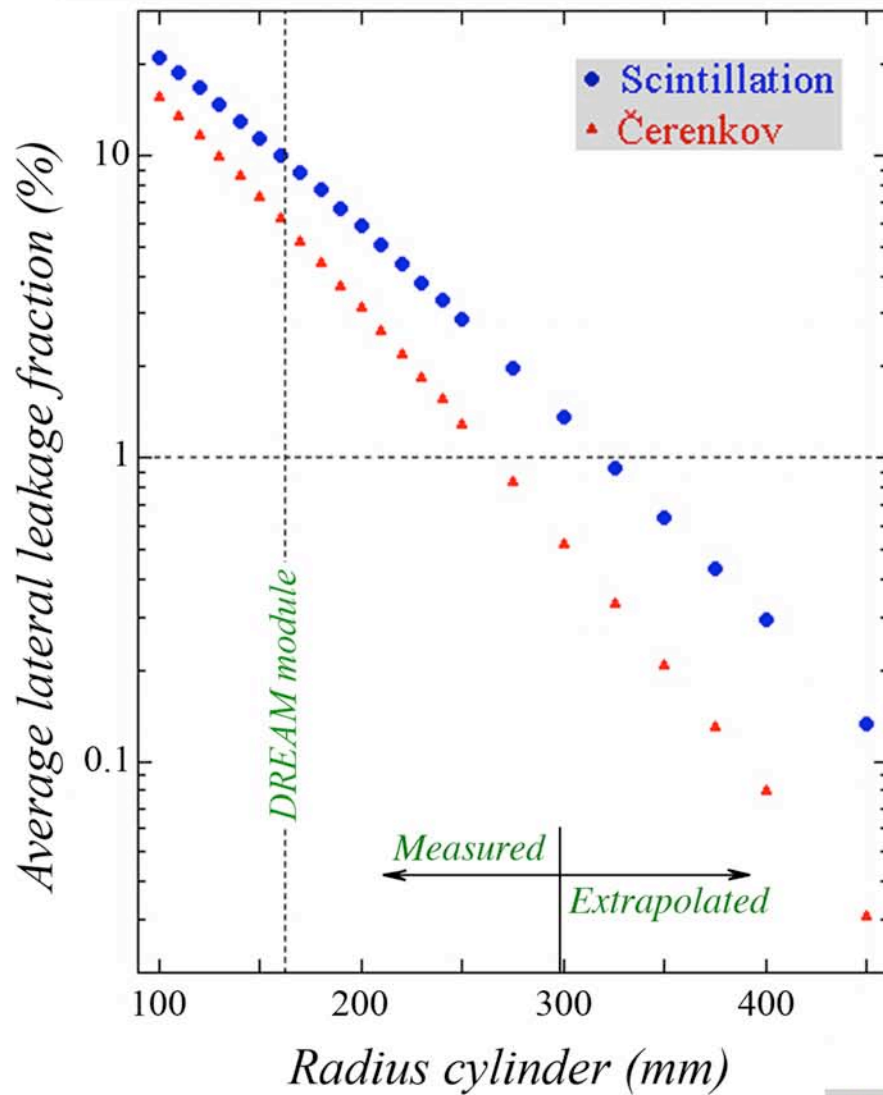 Scintillation
Čerenkov
Average lateral leakage fraction (%)
10
1
0.1
DREAM module
Measured
Extrapolated
100
200
300
400
Radius cylinder (mm)